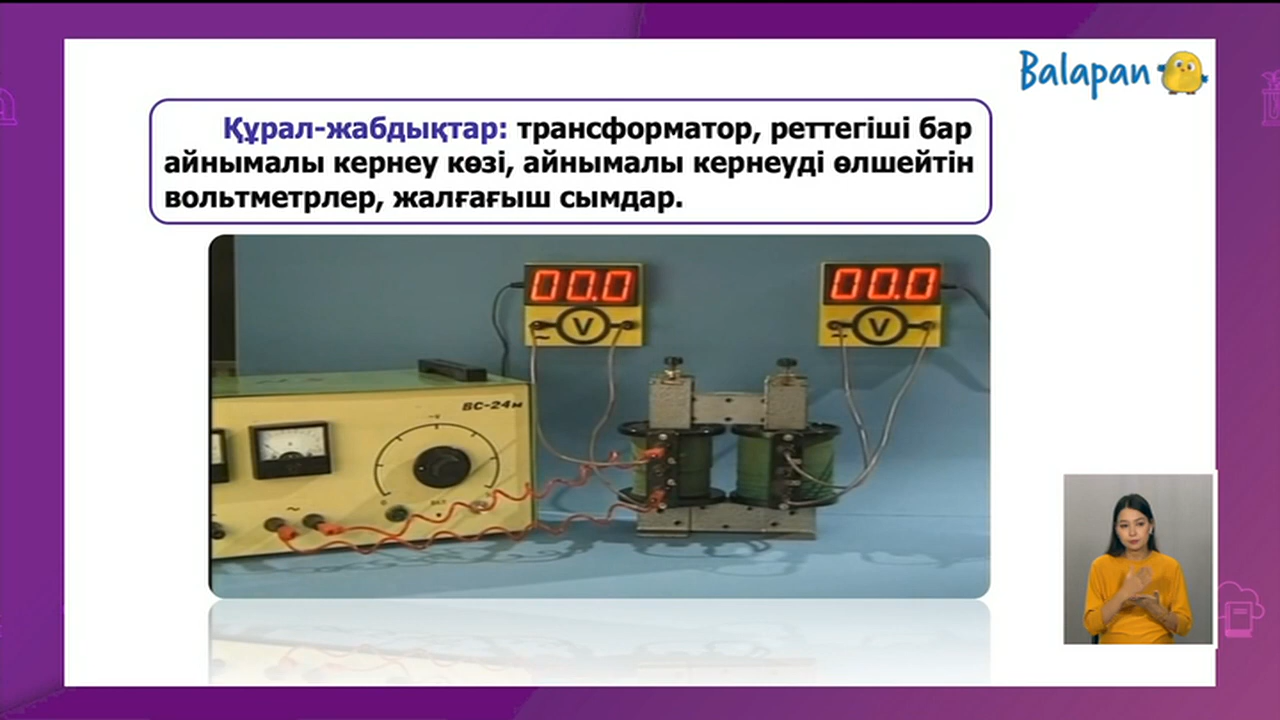 Balapan
Құрал-жабдықтар: трансформатор, реттегіші бар
айнымалы кернеу көзі, айнымалы кернеуді өлшейтін
вольтметрлер, жалғағыш сымдар.
00.0
00.0
V
V
ВС-24м